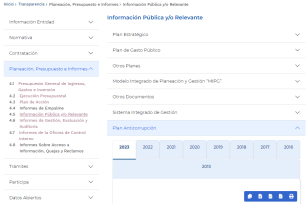 Inicio › Transparencia › Planeación, Presupuesto e Informes › Información Pública y/o Relevante
Información Entidad
Normativa
Contratación
Planeación, Presupuesto e Informes
4.1 Presupuesto General de Ingresos, Gastos e Inversión
4.2 Ejecución Presupuestal
4.3 Plan de Acción
4.4 Informes de Empalme
4.5 Información Pública y/o Relevante
4.6 Informes de Gestión, Evaluación y Auditoría
4.7 Informes de la Oficina de Control Interno
4.8 Informes Sobre Acceso a Información, Quejas y Reclamos
Tramites
Participa
Datos Abiertos
Información Pública y/o Relevante
Plan Estratégico
Plan de Gasto Público
Otros Planes
Modelo Integrado de Planeación y Gestión "MIPG"
Otros Documentos
Sistema Integrado de Gestión
Plan Anticorrupción
2023 2022 2021 2020 2019 2018 2017 2016
2015